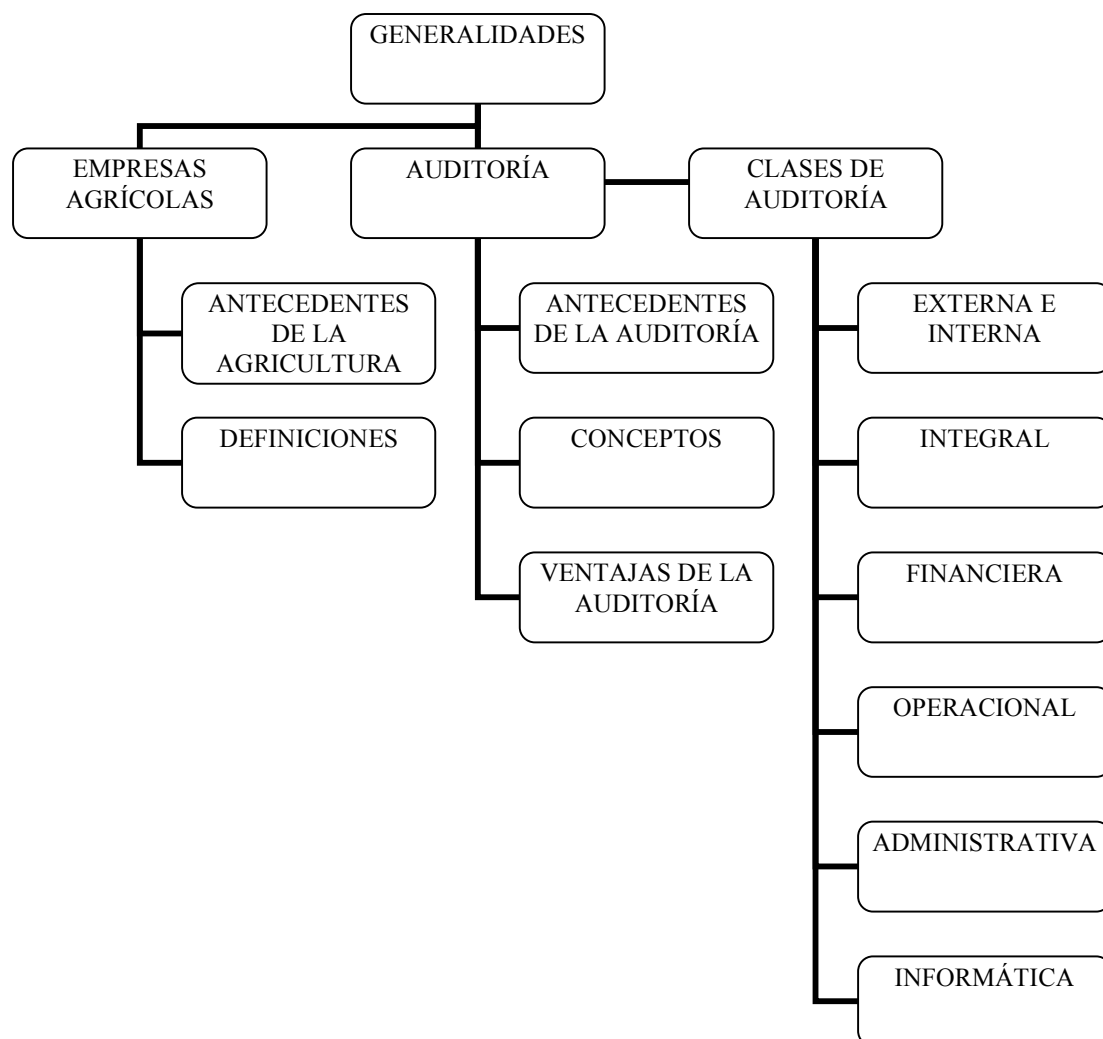 GENERALIDADES
EMPRESAS
AGRÍCOLAS
AUDITORÍA
CLASES DE
AUDITORÍA
ANTECEDENTES
DE LA
AGRICULTURA
ANTECEDENTES
DE LA AUDITORÍA
EXTERNA E
INTERNA
DEFINICIONES
CONCEPTOS
INTEGRAL
VENTAJAS DE LA
AUDITORÍA
FINANCIERA
OPERACIONAL
ADMINISTRATIVA
INFORMÁTICA